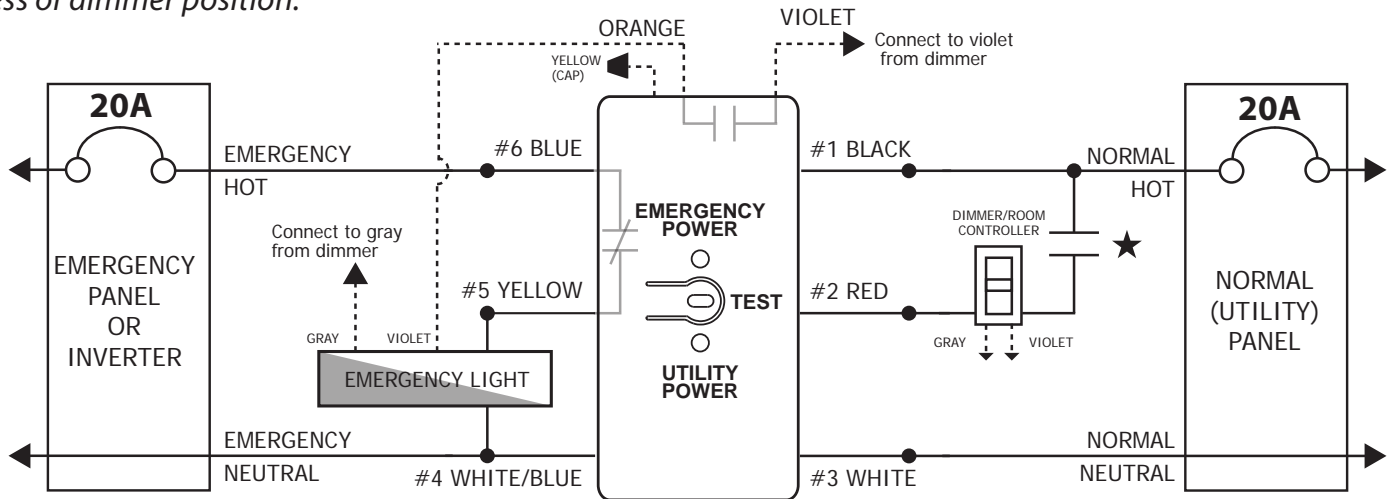 ess of dimmer position.
ORANGE
VIOLET
YELLOW
(CAP)
Connect to violet
from dimmer
20A
EMERGENCY
HOT
#6 BLUE
#1 BLACK
NORMAL
HOT
20A
Connect to gray
from dimmer
EMERGENCY
POWER
DIMMER/ROOM
CONTROLLER
EMERGENCY
PANEL
OR
INVERTER
#5 YELLOW
TEST
#2 RED
NORMAL
(UTILITY)
PANEL
GRAY
VIOLET
GRAY
VIOLET
EMERGENCY LIGHT
UTILITY
POWER
EMERGENCY
NEUTRAL
#4 WHITE/BLUE
#3 WHITE
NORMAL
NEUTRAL